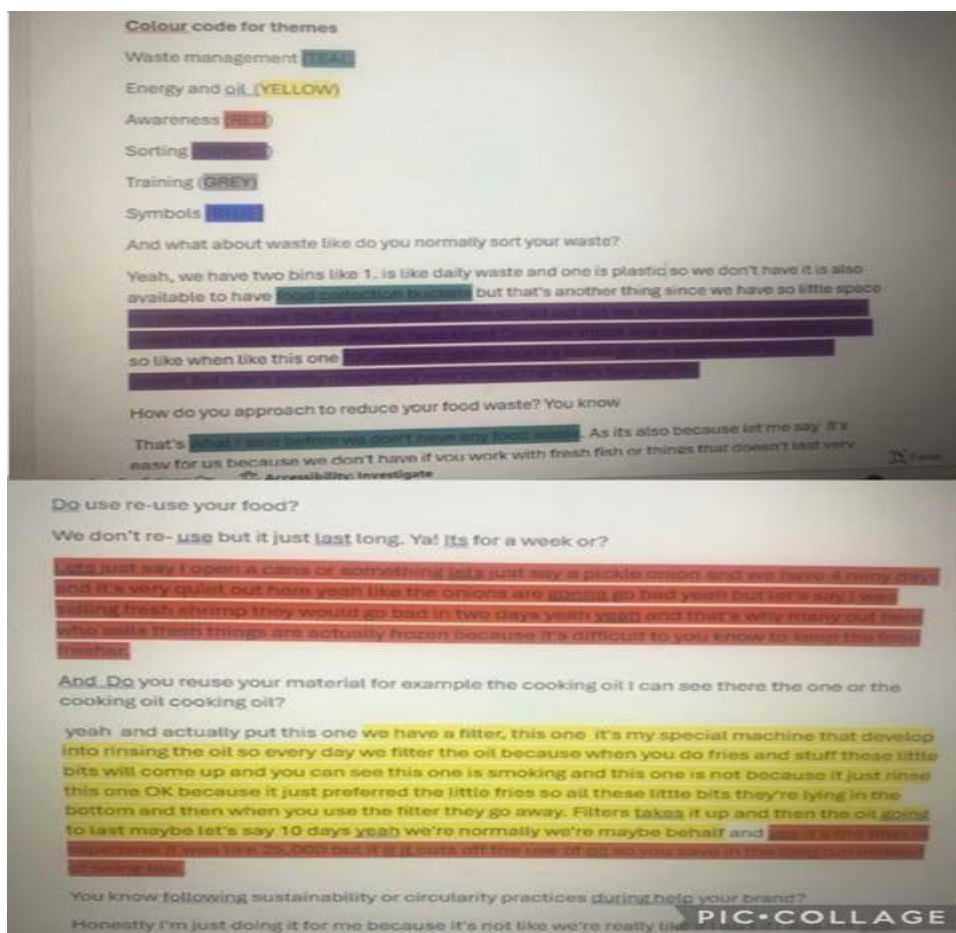 Colour code for themes
Waste management (TEAL)
Energy and oil (YELLOW)
Awareness (RED)
Sorting
Training (GREY)
Symbols (BLUE)
And what about waste like do you normally sort your waste?
Yeah, we have two bins like 1. is like daily waste and one is plastic so we don't have it is also
available to have food collection buckets but that's another thing since we have so little space
so like when like this one
How do you approach to reduce your food waste? You know
That's what I said before we don't have any food waste. As its also because let me say it's
easy for us because we don't have if you work with fresh fish or things that doesn't last very
Accessibility: Investigate
Focus
Do use re-use your food?
We don't re- use but it just last long. Ya! Its for a week or?
Lets just say I open a cans or something lets just say a pickle onion and we have 4 rainy days
and it's very quiet out here yeah like the onions are gonna go bad yeah but let's say I was
selling fresh shrimp they would go bad in two days yeah yeah and that's why many out here
who sells fresh things are actually frozen because it's difficult to you know to keep the food
fresher.
And Do you reuse your material for example the cooking oil I can see there the one or the
cooking oil cooking oil?
yeah and actually put this one we have a filter, this one it's my special machine that develop
into rinsing the oil so every day we filter the oil because when you do fries and stuff these little
bits will come up and you can see this one is smoking and this one is not because it just rinse
this one OK because it just preferred the little fries so all these little bits they're lying in the
bottom and then when you use the filter they go away. Filters takes it up and then the oil going
to last maybe let's say 10 days yeah we're normally we're maybe behalf and
expensive it was like 25,000 but it cuts off the use of oil so you save in the long run instead
You know following sustainability or circularity practices during help your brand?
Honestly I'm just doing it for me because it's not like we're really
PIC•COLLAGE